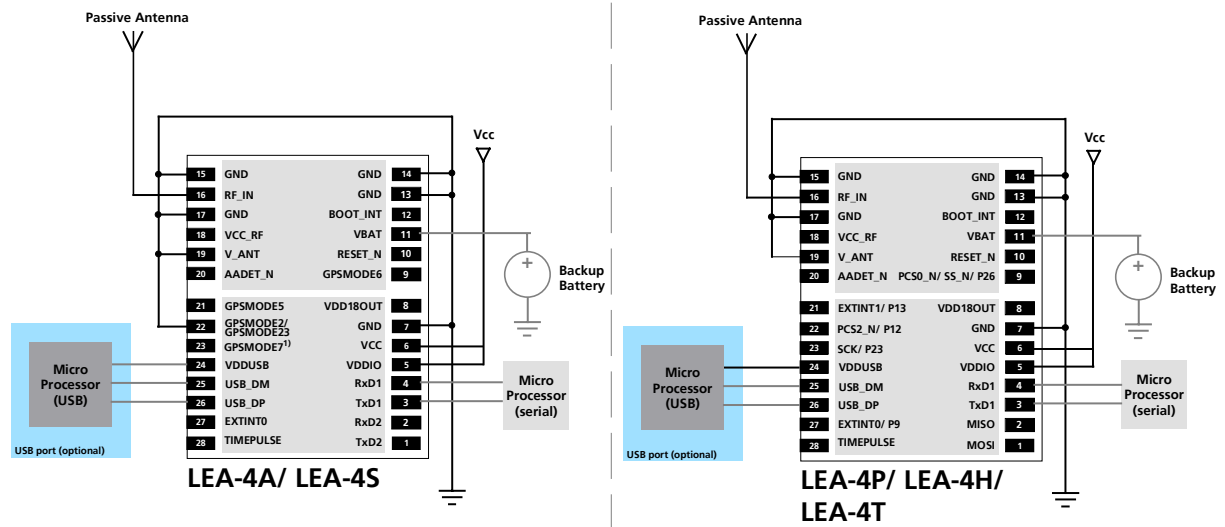 Passive Antenna
Vcc
15 GND GND 14
16 RF_IN GND 13
17 GND BOOT_INT 12
18 VCC_RF VBAT 11
19 V_ANT RESET_N 10
20 AADET_N GPSMODE6 9
21 GPSMODE5 VDD18OUT 8
22 GPSMODE2/ GPSMODE23 GND 7
23 GPSMODE7¹⁾ VCC 6
24 VDDUSB VDDIO 5
25 USB_DM RxD1 4
26 USB_DP TxD1 3
27 EXTINT0 RxD2 2
28 TIMEPULSE TxD2 1
+
Backup
Battery
Micro
Processor
(USB)
USB port (optional)
Micro
Processor
(serial)
LEA-4A/ LEA-4S
Passive Antenna
Vcc
15 GND GND 14
16 RF_IN GND 13
17 GND BOOT_INT 12
18 VCC_RF VBAT 11
19 V_ANT RESET_N 10
20 AADET_N PCS0_N/ SS_N/ P26 9
21 EXTINT1/ P13 VDD18OUT 8
22 PCS2_N/ P12 GND 7
23 SCK/ P23 VCC 6
24 VDDUSB VDDIO 5
25 USB_DM RxD1 4
26 USB_DP TxD1 3
27 EXTINT0/ P9 MISO 2
28 TIMEPULSE MOSI 1
+
Backup
Battery
Micro
Processor
(USB)
USB port (optional)
Micro
Processor
(serial)
LEA-4P/ LEA-4H/
LEA-4T